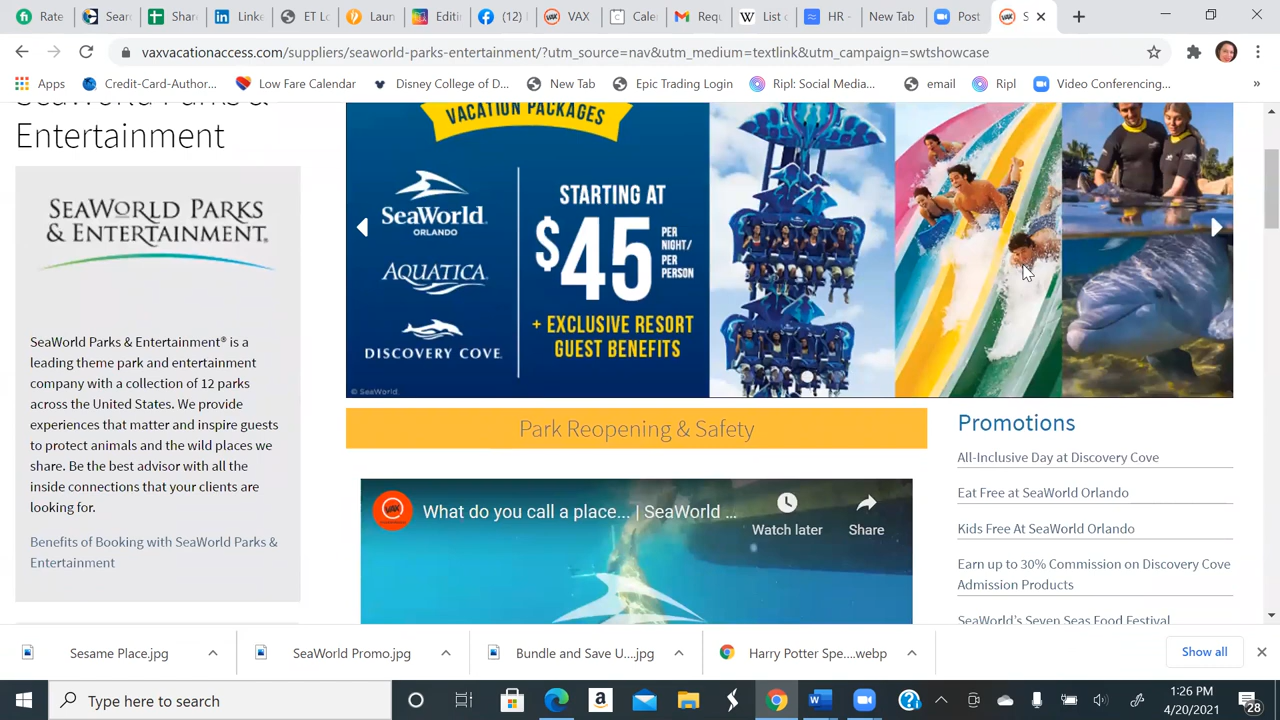 Rate
Sear
Share
Linke
ET Lo
Laun
Editi
(12)
VAX
Cale
Req
List o
HR -
New Tab
Post
S
vaxvacationaccess.com/suppliers/seaworld-parks-entertainment/?utm_source=nav&utm_medium=textlink&utm_campaign=swtshowcase
Apps
Credit-Card-Author...
Low Fare Calendar
Disney College of D...
New Tab
Epic Trading Login
Ripl: Social Media...
email
Ripl
Video Conferencing...
»
SeaWorld Parks &
Entertainment
SEAWORLD PARKS
& ENTERTAINMENT.
SeaWorld Parks & Entertainment® is a
leading theme park and entertainment
company with a collection of 12 parks
across the United States. We provide
experiences that matter and inspire guests
to protect animals and the wild places we
share. Be the best advisor with all the
inside connections that your clients are
looking for.
Benefits of Booking with SeaWorld Parks &
Entertainment
VACATION PACKAGES
SeaWorld.
ORLANDO
AQUATICA
DISCOVERY COVE.
STARTING AT
$45 PER NIGHT/ PER PERSON
+ EXCLUSIVE RESORT
GUEST BENEFITS
© SeaWorld.
Park Reopening & Safety
VAX
What do you call a place... | SeaWorld ...
Watch later
Share
Promotions
All-Inclusive Day at Discovery Cove
Eat Free at SeaWorld Orlando
Kids Free At SeaWorld Orlando
Earn up to 30% Commission on Discovery Cove
Admission Products
SeaWorld's Seven Seas Food Festival
Sesame Place.jpg
SeaWorld Promo.jpg
Bundle and Save U....jpg
Harry Potter Spe....webp
Show all
Type here to search
1:26 PM
4/20/2021
28